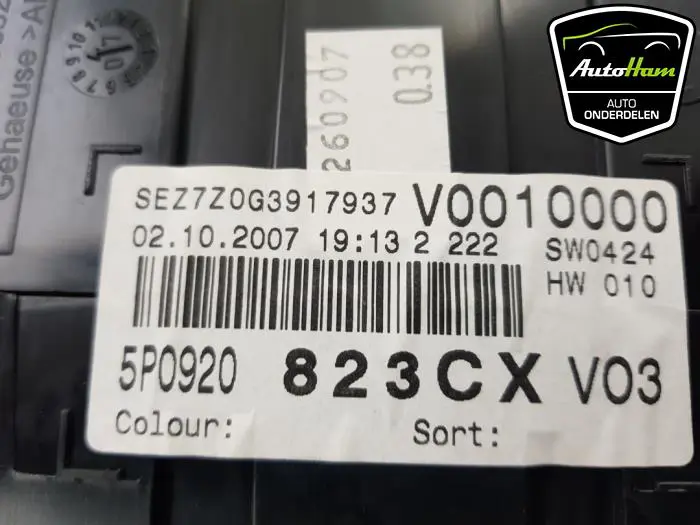 Gehaeuse > A
260907
0.38
AutoHam
AUTO
ONDERDELEN
SEZ7Z0G3917937 V0010000
02.10.2007 19:13 2 222 SW0424
HW 010
5P0920 823CX V03
Colour: Sort: